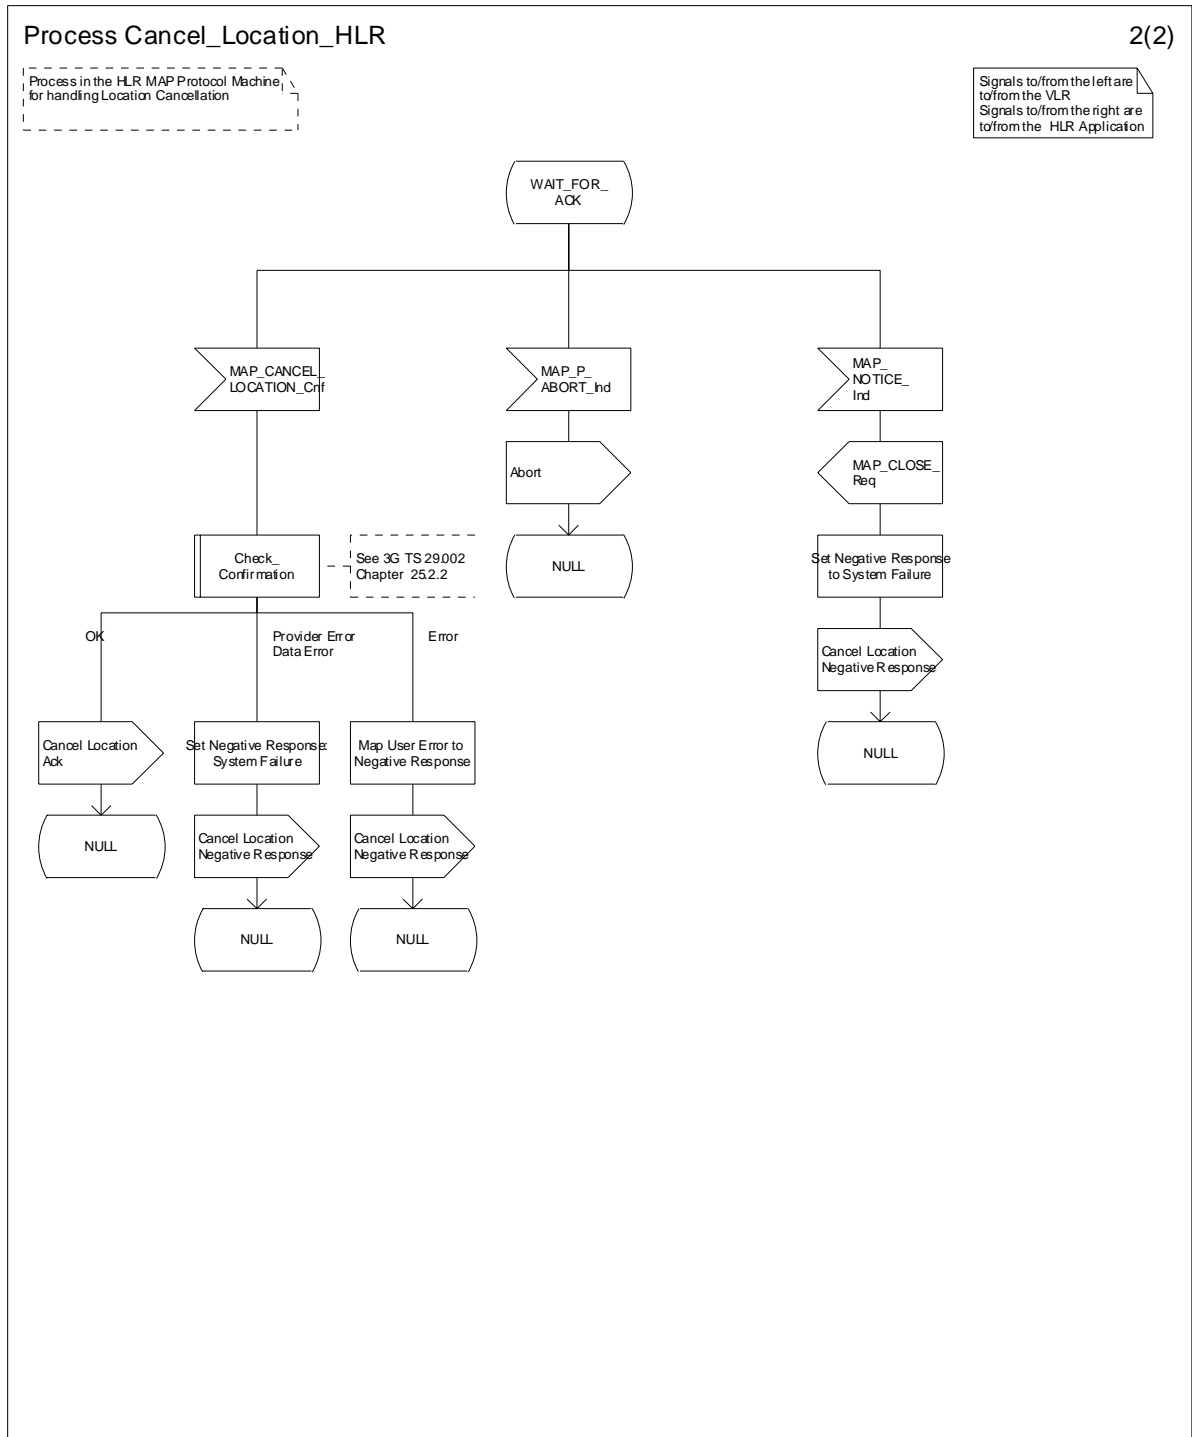 Process Cancel_Location_HLR
2(2)
Process in the HLR MAP Protocol Machine
for handling Location Cancellation
Signals to/from the left are
to/from the VLR
Signals to/from the right are
to/from the HLR Application
WAIT_FOR_
ACK
MAP_CANCEL_
LOCATION_Cnf
MAP_P_
ABORT_Ind
MAP_
NOTICE_
Ind
Abort
MAP_CLOSE_
Req
Check_
Confirmation
See 3G TS 29.002
Chapter 25.2.2
NULL
Set Negative Response
to System Failure
OK
Provider Error
Data Error
Error
Cancel Location
Negative Response
Cancel Location
Ack
Set Negative Response:
System Failure
Map User Error to
Negative Response
NULL
NULL
Cancel Location
Negative Response
Cancel Location
Negative Response
NULL
NULL